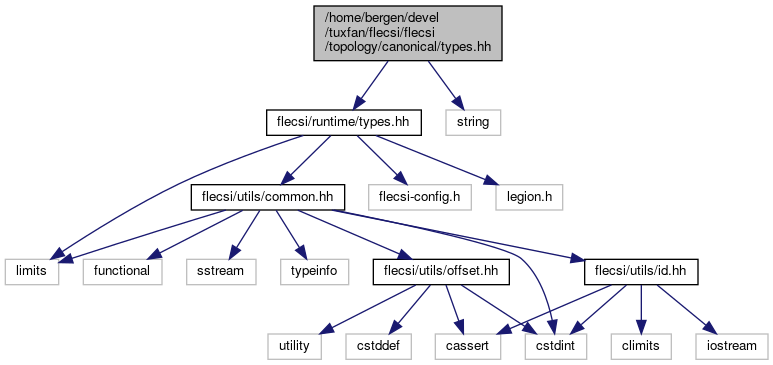 /home/bergen/devel
/tuxfan/flecsi/flecsi
/topology/canonical/types.hh
flecsi/runtime/types.hh
string
flecsi/utils/common.hh
flecsi-config.h
legion.h
limits
functional
sstream
typeinfo
flecsi/utils/offset.hh
flecsi/utils/id.hh
utility
cstddef
cassert
cstdint
climits
iostream